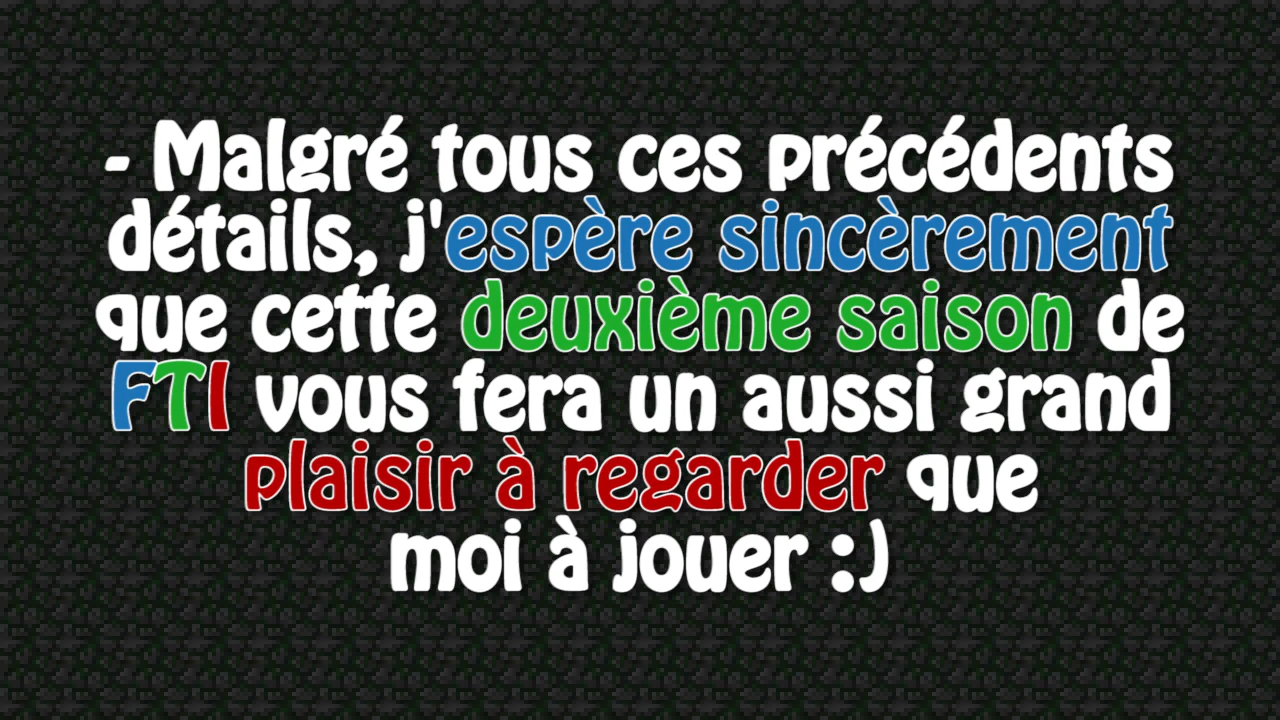 - Malgré tous ces précédents
détails, j'espère sincèrement
que cette deuxième saison de
FTI vous fera un aussi grand
plaisir à regarder que
moi à jouer :)